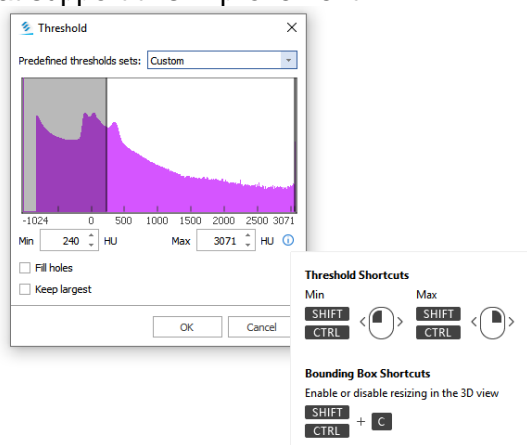 Threshold
Predefined thresholds sets: Custom
-1024 0 500 1000 1500 2000 2500 3071
Min 240 HU Max 3071 HU
Fill holes
Keep largest
OK Cancel
Threshold Shortcuts
Min Max
SHIFT SHIFT
CTRL CTRL
Bounding Box Shortcuts
Enable or disable resizing in the 3D view
SHIFT
CTRL + C